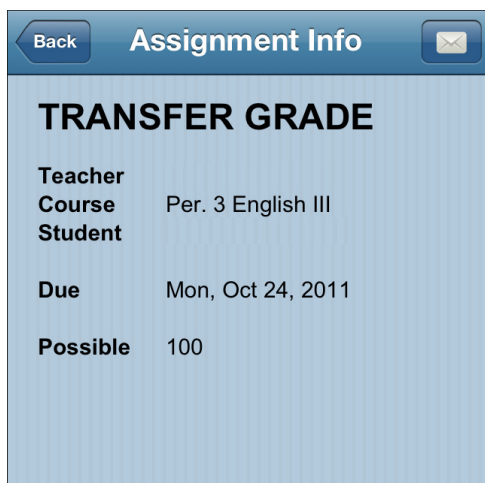 Back Assignment Info
TRANSFER GRADE
Teacher
Course Per. 3 English III
Student
Due Mon, Oct 24, 2011
Possible 100